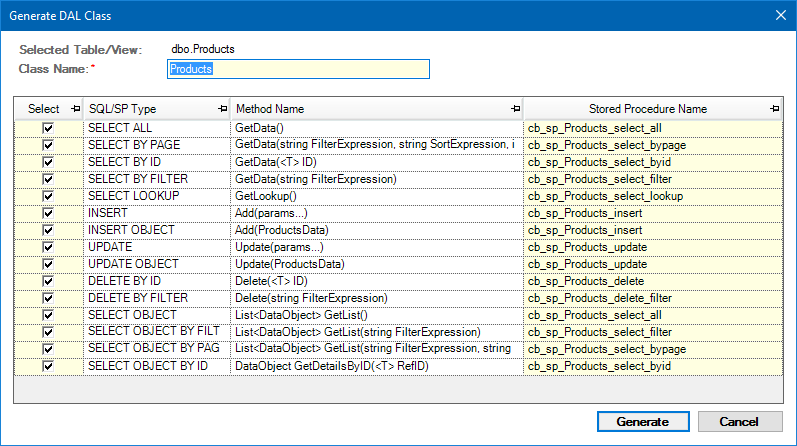 Generate DAL Class
Selected Table/View: dbo.Products
Class Name:* Products
Select SQL/SP Type Method Name Stored Procedure Name
SELECT ALL GetData() cb_sp_Products_select_all
SELECT BY PAGE GetData(string FilterExpression, string SortExpression, i cb_sp_Products_select_bypage
SELECT BY ID GetData(<T> ID) cb_sp_Products_select_byid
SELECT BY FILTER GetData(string FilterExpression) cb_sp_Products_select_filter
SELECT LOOKUP GetLookup() cb_sp_Products_select_lookup
INSERT Add(params...) cb_sp_Products_insert
INSERT OBJECT Add(ProductsData) cb_sp_Products_insert
UPDATE Update(params...) cb_sp_Products_update
UPDATE OBJECT Update(ProductsData) cb_sp_Products_update
DELETE BY ID Delete(<T> ID) cb_sp_Products_delete
DELETE BY FILTER Delete(string FilterExpression) cb_sp_Products_delete_filter
SELECT OBJECT List<DataObject> GetList() cb_sp_Products_select_all
SELECT OBJECT BY FILT List<DataObject> GetList(string FilterExpression) cb_sp_Products_select_filter
SELECT OBJECT BY PAG List<DataObject> GetList(string FilterExpression, string cb_sp_Products_select_bypage
SELECT OBJECT BY ID DataObject GetDetailsByID(<T> RefID) cb_sp_Products_select_byid
Generate Cancel